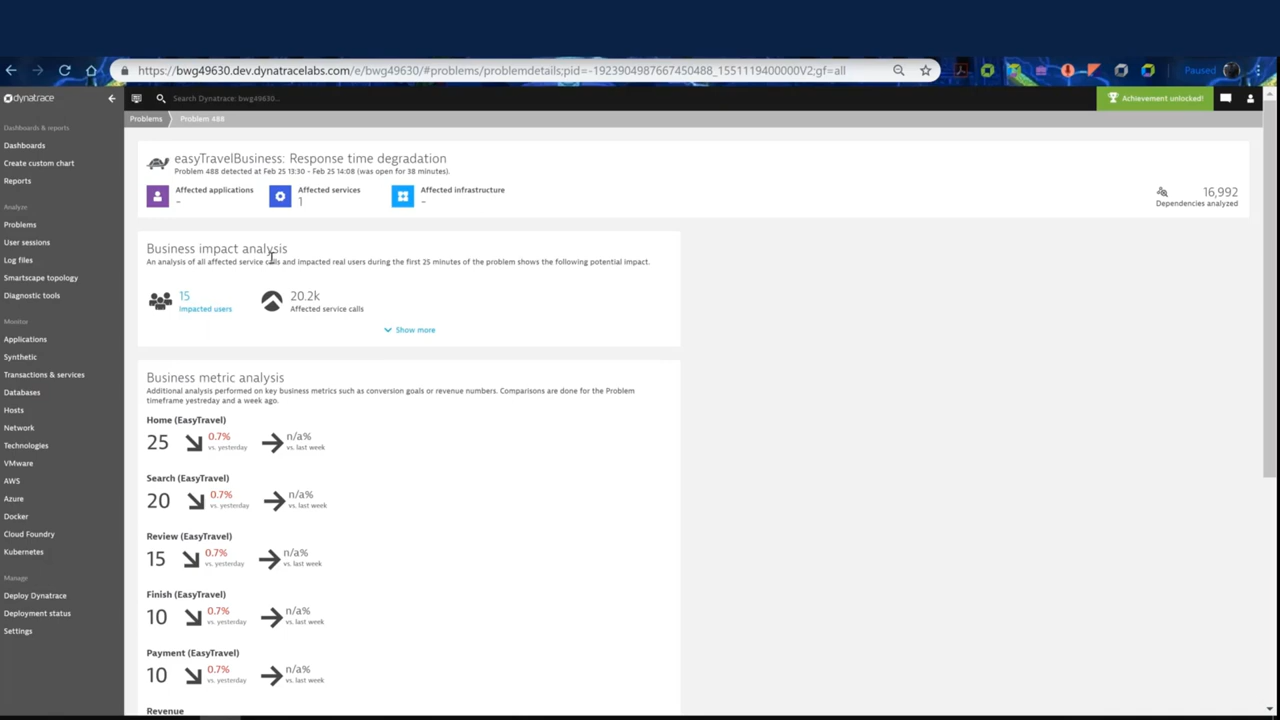 https://bwg49630.dev.dynatracelabs.com/e/bwg49630/#problems/problemdetails;pid=-1923904987667450488_1551119400000V2;gf=all
Paused
dynatrace
Search Dynatrace: bwg49630...
Achievement unlocked!
Problems
Problem 488
Dashboards & reports
Dashboards
Create custom chart
Reports
Analyze
Problems
User sessions
Log files
Smartscape topology
Diagnostic tools
Monitor
Applications
Synthetic
Transactions & services
Databases
Hosts
Network
Technologies
VMware
AWS
Azure
Docker
Cloud Foundry
Kubernetes
Manage
Deploy Dynatrace
Deployment status
Settings
easyTravelBusiness: Response time degradation
Problem 488 detected at Feb 25 13:30 - Feb 25 14:08 (was open for 38 minutes).
Affected applications
-
Affected services
1
Affected infrastructure
-
16,992
Dependencies analyzed
Business impact analysis
An analysis of all affected service calls and impacted real users during the first 25 minutes of the problem shows the following potential impact.
15
Impacted users
20.2k
Affected service calls
Show more
Business metric analysis
Additional analysis performed on key business metrics such as conversion goals or revenue numbers. Comparisons are done for the Problem
timeframe yestreday and a week ago.
Home (EasyTravel)
25 0.7% n/a%
vs. yesterday vs. last week
Search (EasyTravel)
20 0.7% n/a%
vs. yesterday vs. last week
Review (EasyTravel)
15 0.7% n/a%
vs. yesterday vs. last week
Finish (EasyTravel)
10 0.7% n/a%
vs. yesterday vs. last week
Payment (EasyTravel)
10 0.7% n/a%
vs. yesterday vs. last week
Revenue